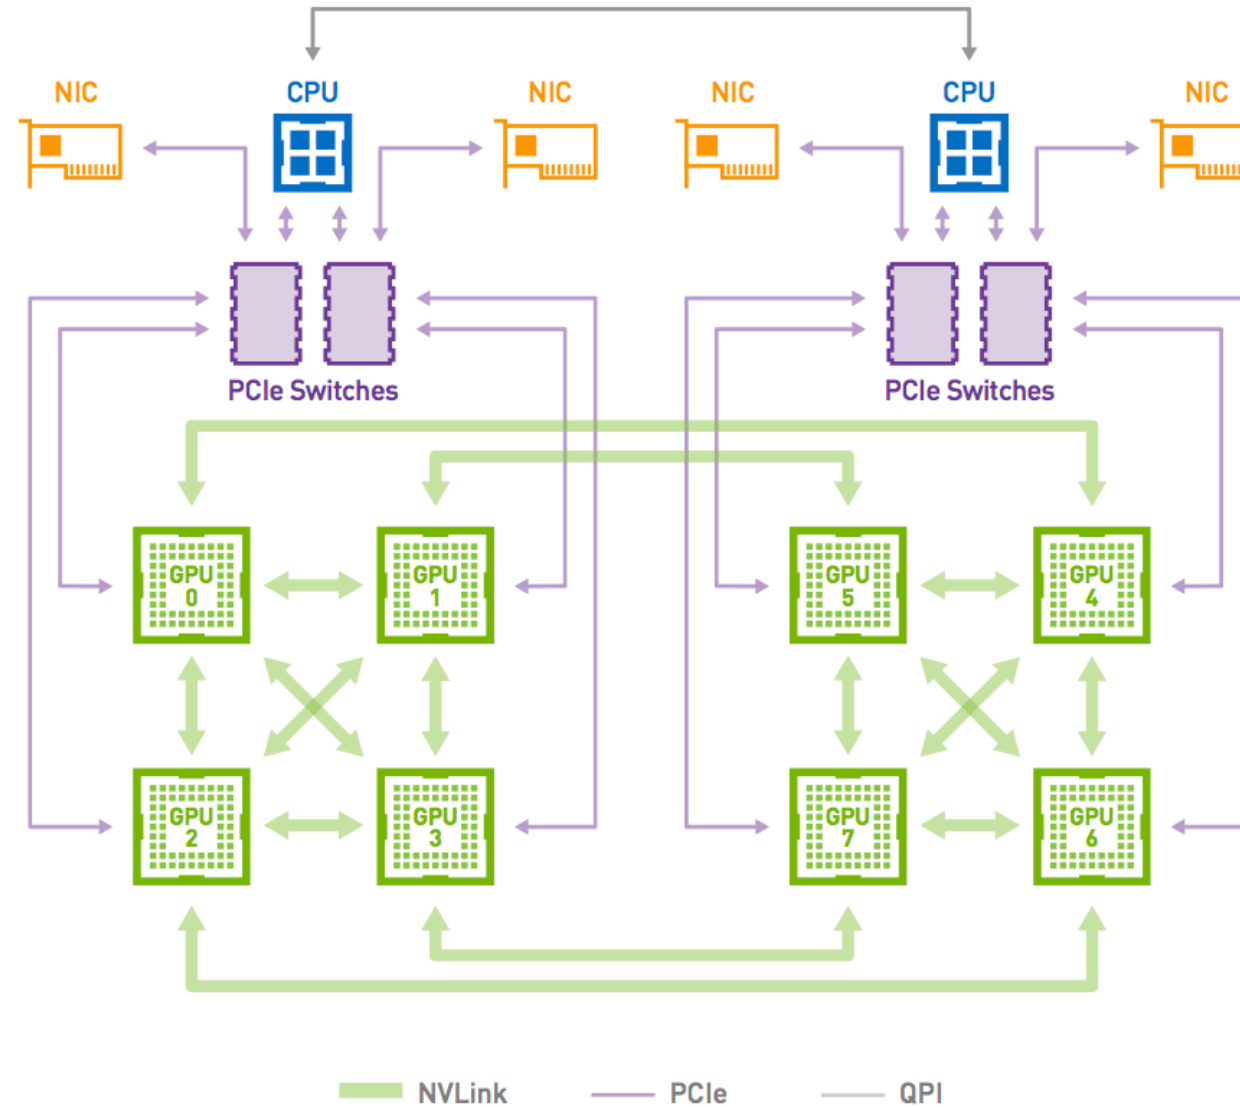 NIC
CPU
NIC
NIC
CPU
NIC
PCIe Switches
PCIe Switches
GPU
0
GPU
1
GPU
5
GPU
4
GPU
2
GPU
3
GPU
7
GPU
6
NVLink
PCIe
QPI